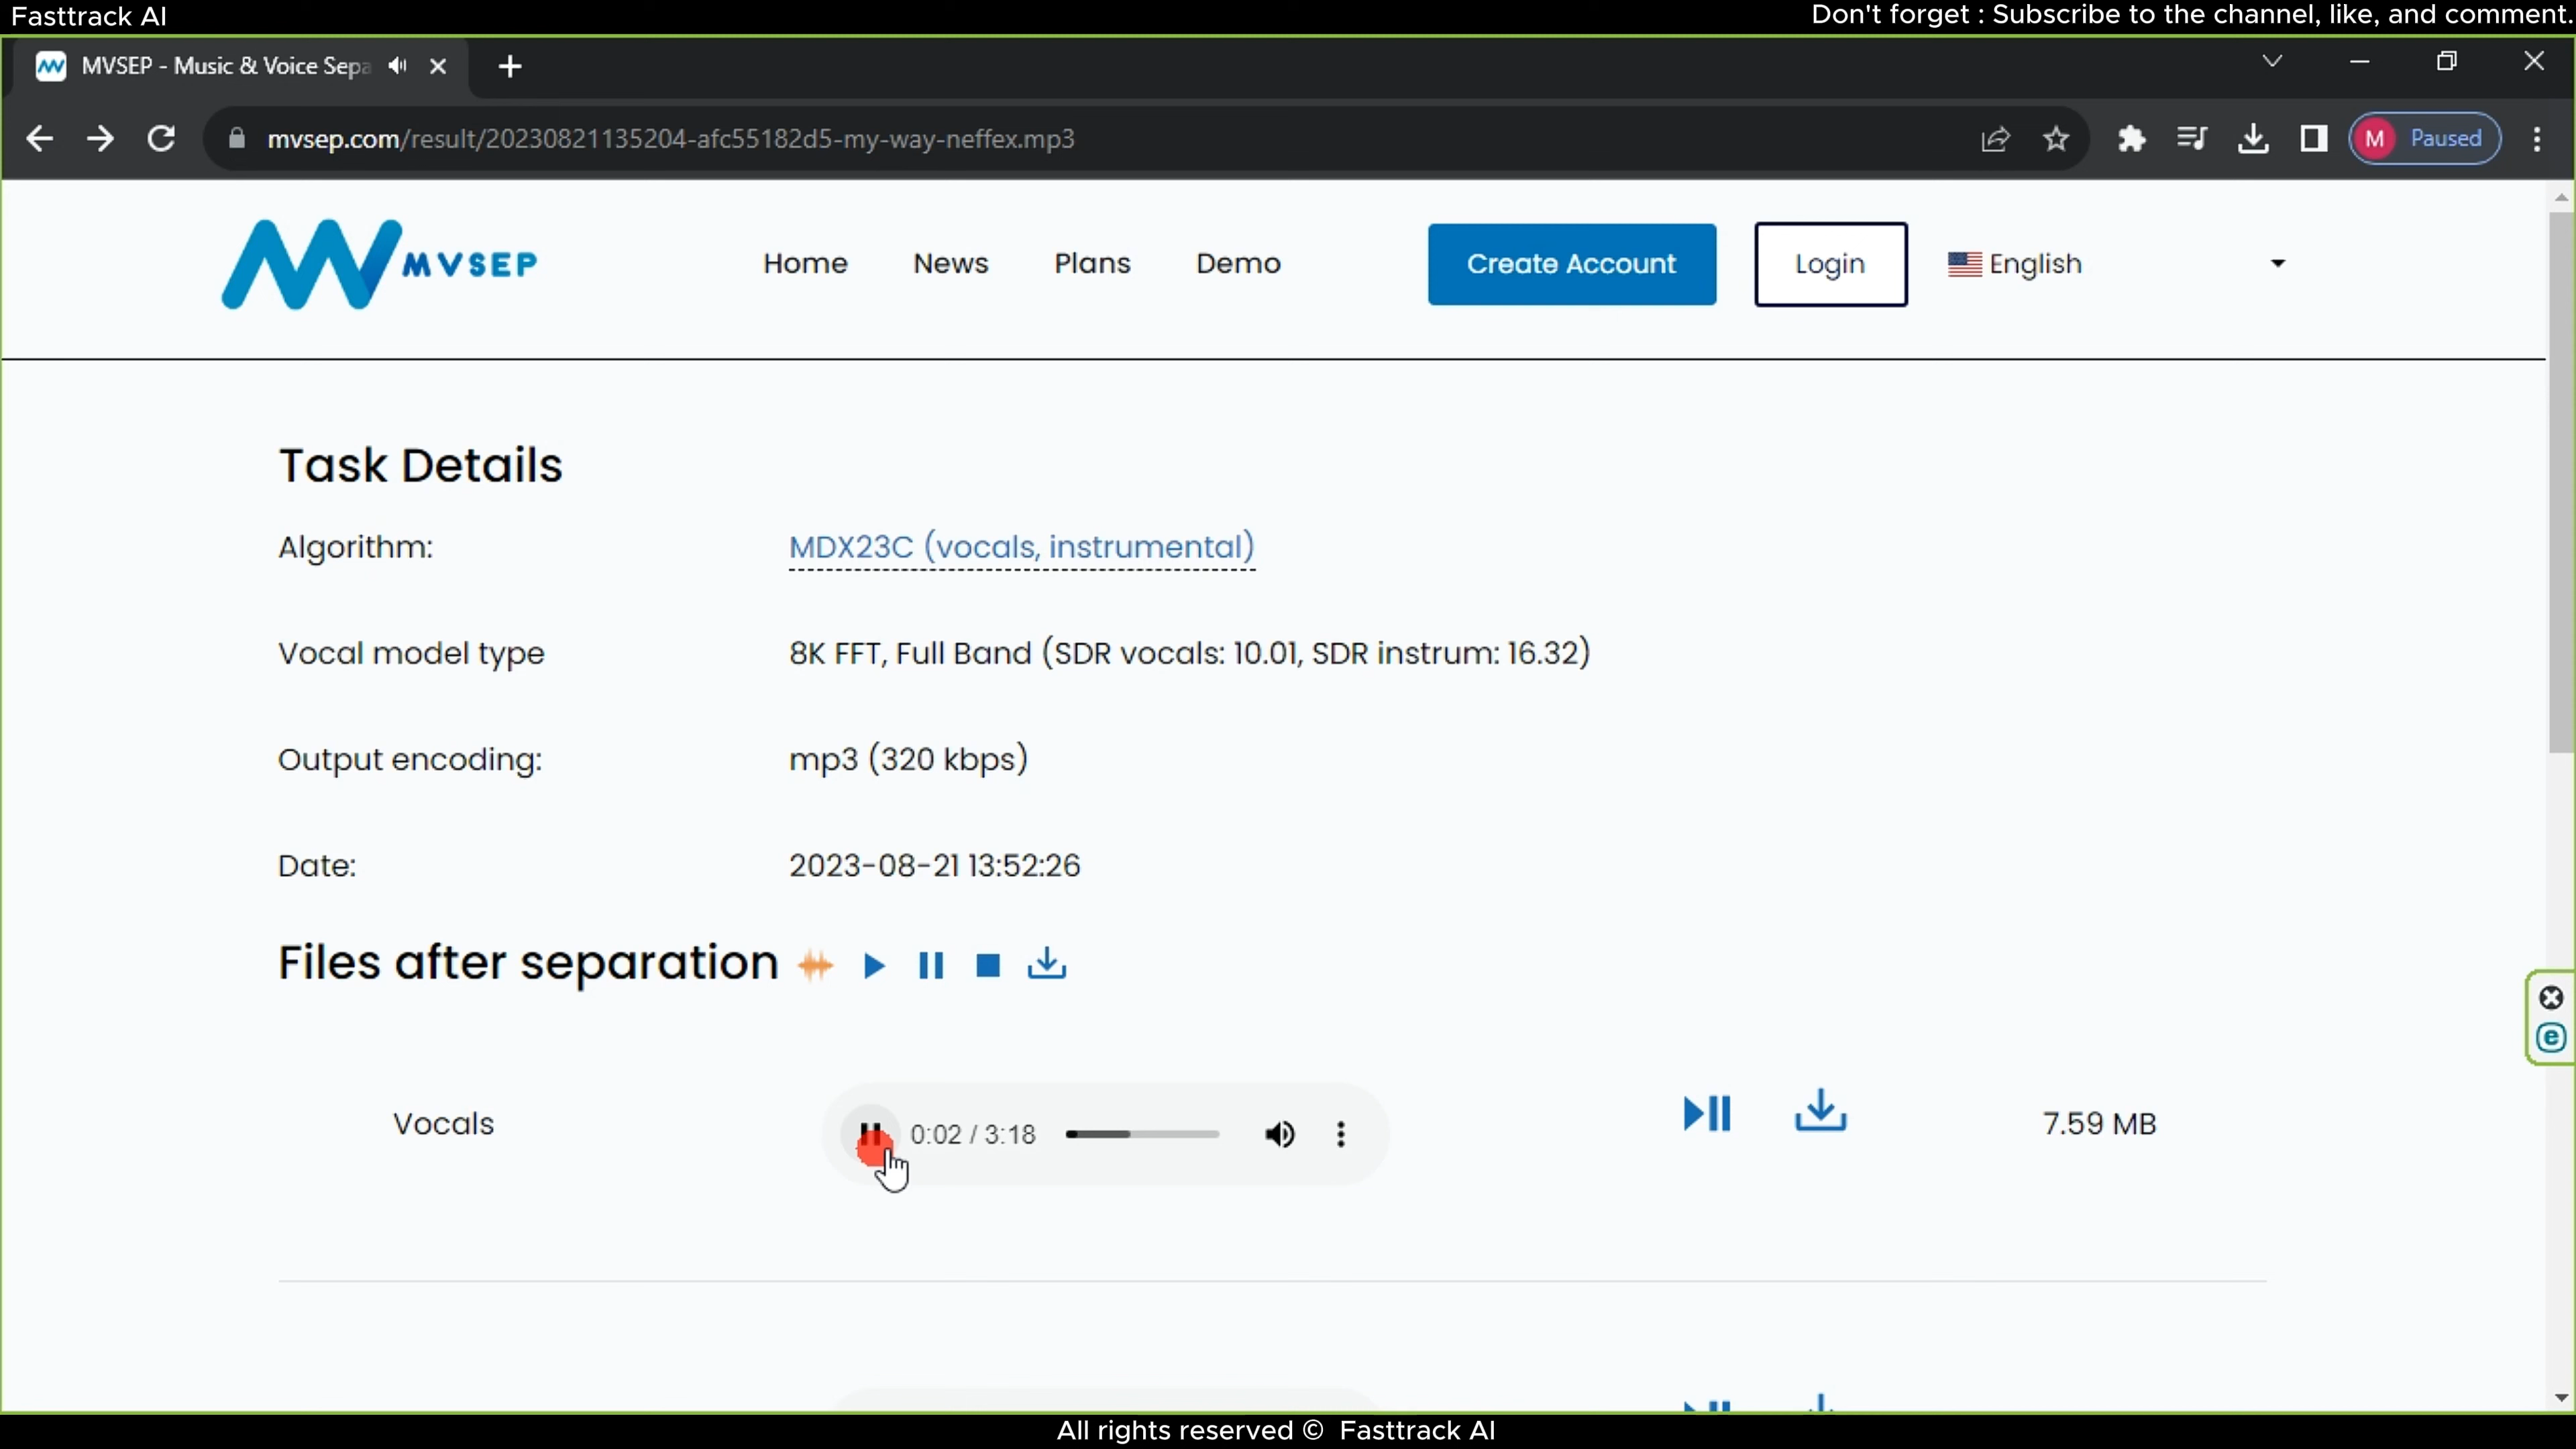 Fasttrack AI
Don't forget : Subscribe to the channel, like, and comment.
MVSEP - Music & Voice Sepa
mvsep.com/result/20230821135204-afc55182d5-my-way-neffex.mp3
M Paused
MVSEP
Home News Plans Demo Create Account Login English
Task Details
Algorithm: MDX23C (vocals, instrumental)
Vocal model type 8K FFT, Full Band (SDR vocals: 10.01, SDR instrum: 16.32)
Output encoding: mp3 (320 kbps)
Date: 2023-08-21 13:52:26
Files after separation
Vocals 0:02 / 3:18 7.59 MB
e
All rights reserved © Fasttrack AI